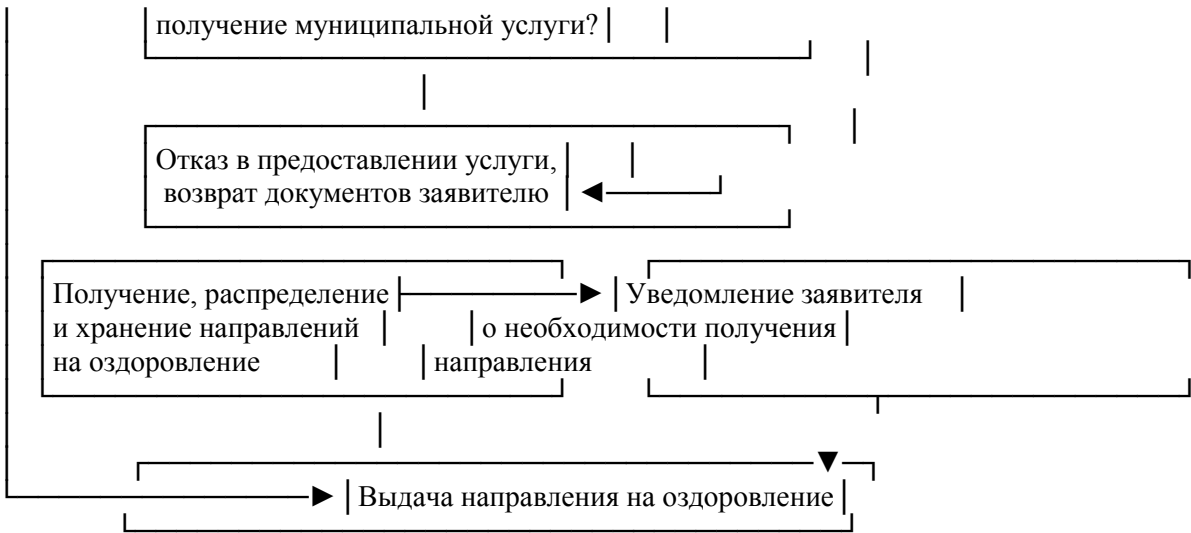 получение муниципальной услуги?
Отказ в предоставлении услуги,
возврат документов заявителю
Получение, распределение Уведомление заявителя
и хранение направлений о необходимости получения
на оздоровление направления
Выдача направления на оздоровление